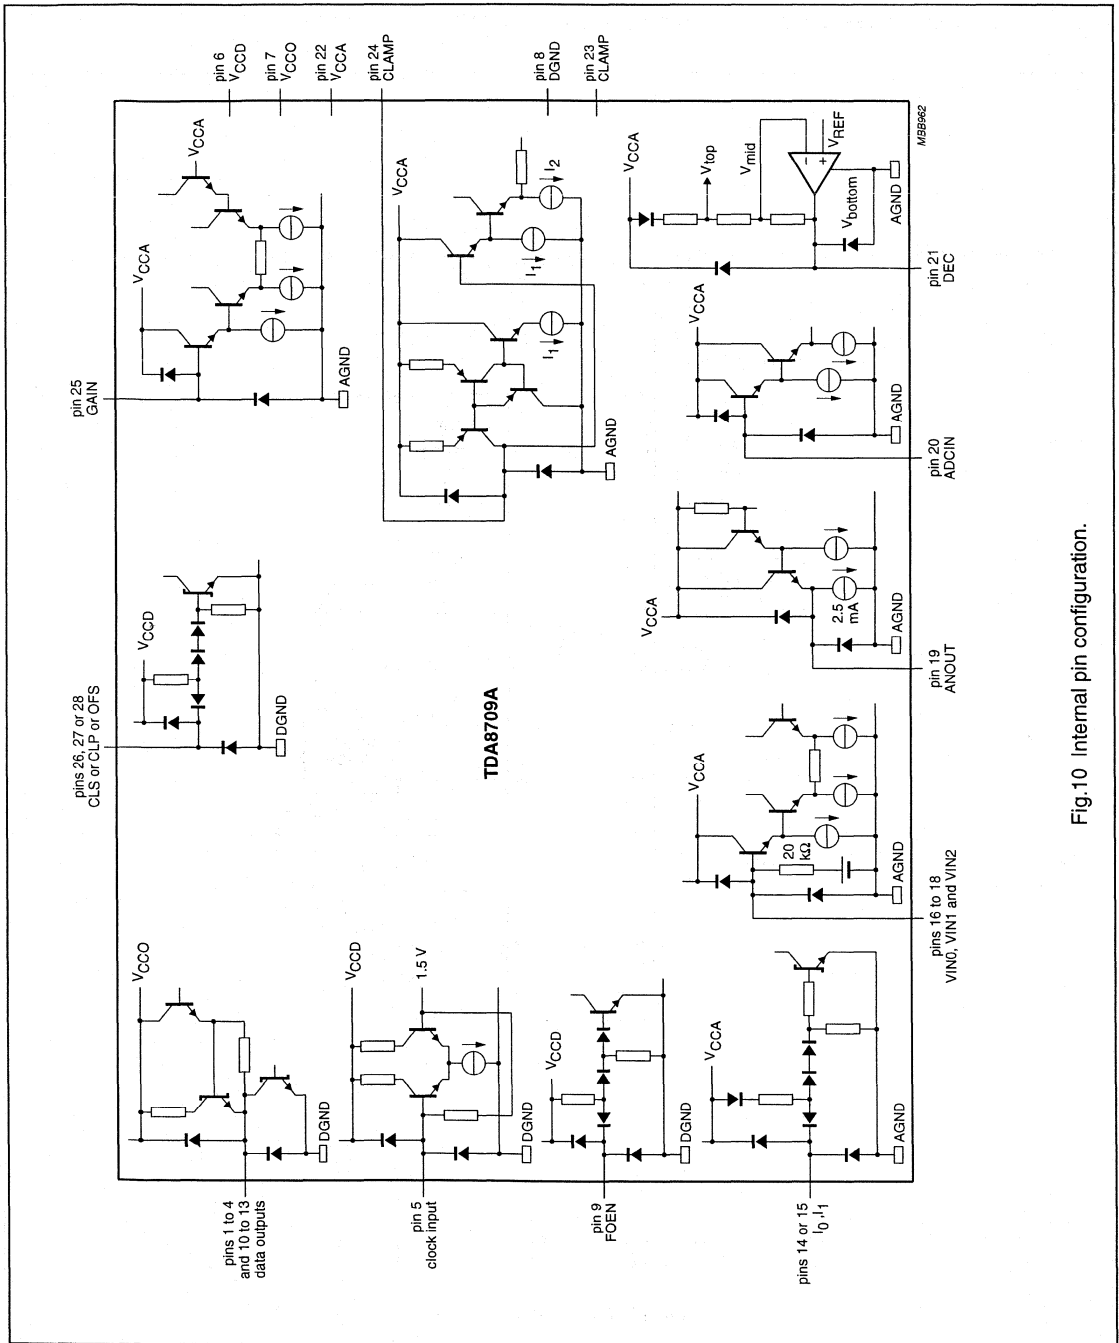 pin 6
VCCD
pin 7
VCCO
pin 22
VCCA
pin 24
CLAMP
pin 8
DGND
pin 23
CLAMP
pin 25
GAIN
VCCA
VCCA
AGND
VCCA
I1
I1
I2
AGND
VCCA
Vtop
Vmid
VREF
Vbottom
AGND
MBB962
pin 21
DEC
pins 26, 27 or 28
CLS or CLP or OFS
VCCD
DGND
TDA8709A
VCCA
AGND
pin 20
ADCIN
VCCA
2.5
mA
AGND
pin 19
ANOUT
VCCA
20
kΩ
AGND
pins 16 to 18
VIN0, VIN1 and VIN2
VCCO
DGND
pins 1 to 4
and 10 to 13
data outputs
VCCD
1.5 V
DGND
pin 5
clock input
VCCD
DGND
pin 9
FOEN
VCCA
AGND
pins 14 or 15
I0 ,I1
Fig.10 Internal pin configuration.